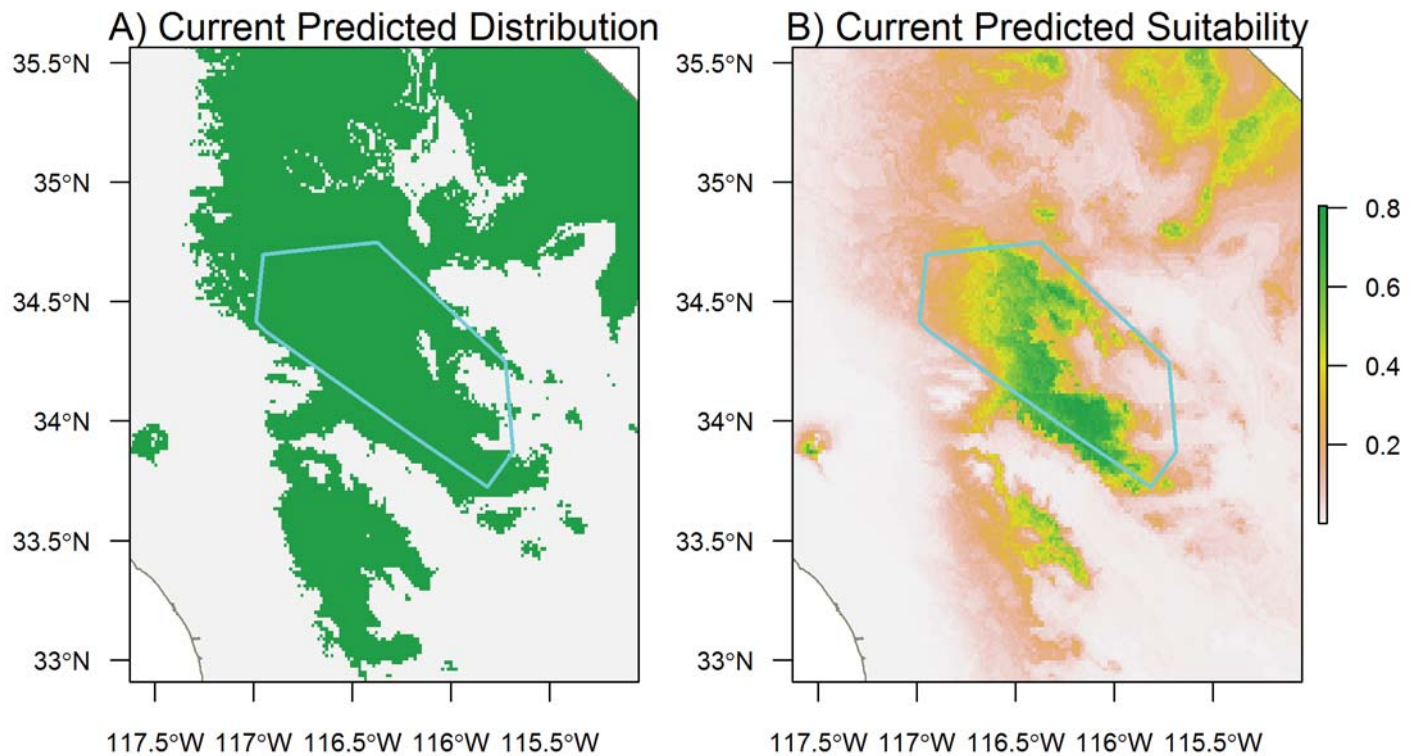 A) Current Predicted Distribution
35.5°N
35°N
34.5°N
34°N
33.5°N
33°N
117.5°W 117°W 116.5°W 116°W 115.5°W
B) Current Predicted Suitability
35.5°N
35°N
34.5°N
34°N
33.5°N
33°N
117.5°W 117°W 116.5°W 116°W 115.5°W
0.8
0.6
0.4
0.2